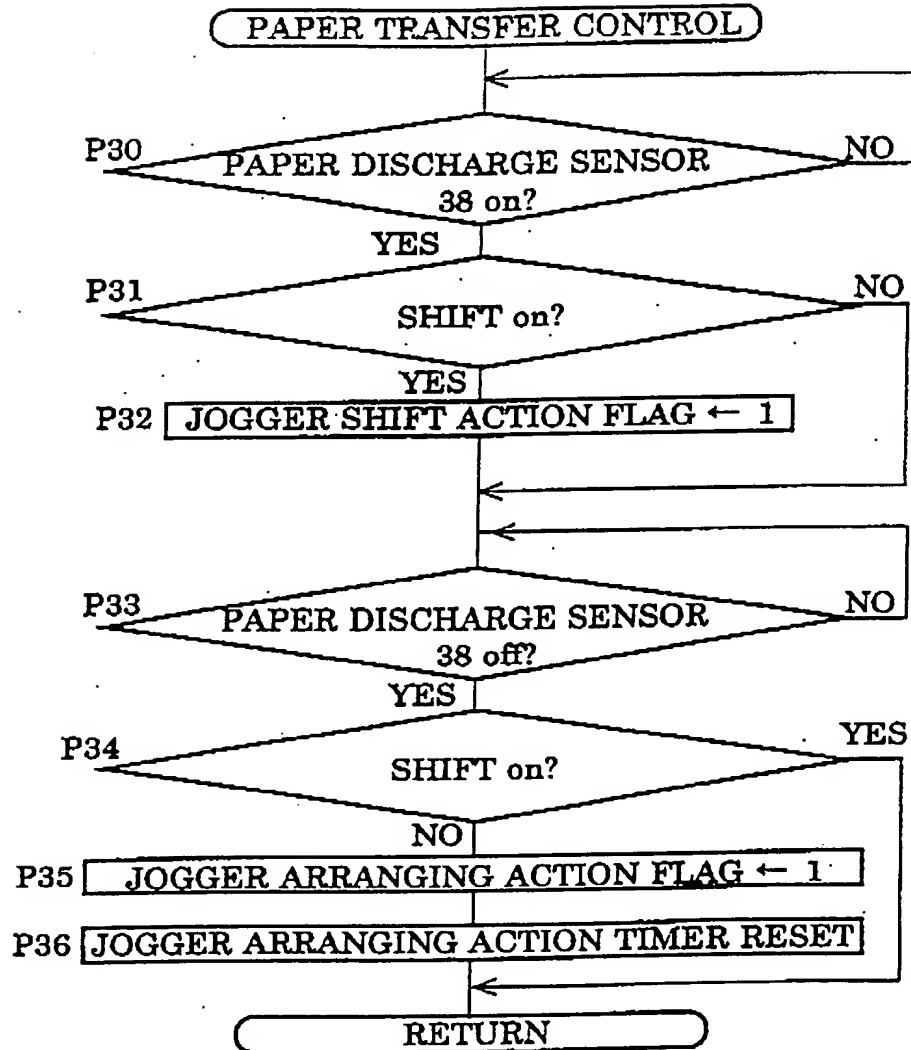 PAPER TRANSFER CONTROL
P30
PAPER DISCHARGE SENSOR
38 on?
NO
YES
P31
SHIFT on?
NO
YES
P32
JOGGER SHIFT ACTION FLAG ← 1
P33
PAPER DISCHARGE SENSOR
38 off?
NO
YES
P34
SHIFT on?
YES
NO
P35
JOGGER ARRANGING ACTION FLAG ← 1
P36
JOGGER ARRANGING ACTION TIMER RESET
RETURN